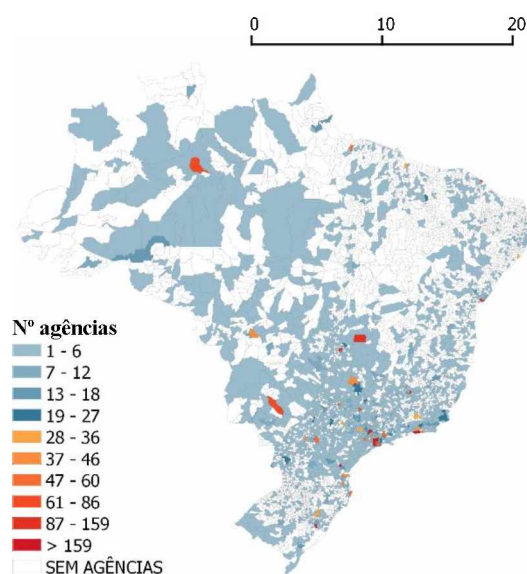 0 10 20
Nº agências
1 - 6
7 - 12
13 - 18
19 - 27
28 - 36
37 - 46
47 - 60
61 - 86
87 - 159
> 159
SEM AGÊNCIAS